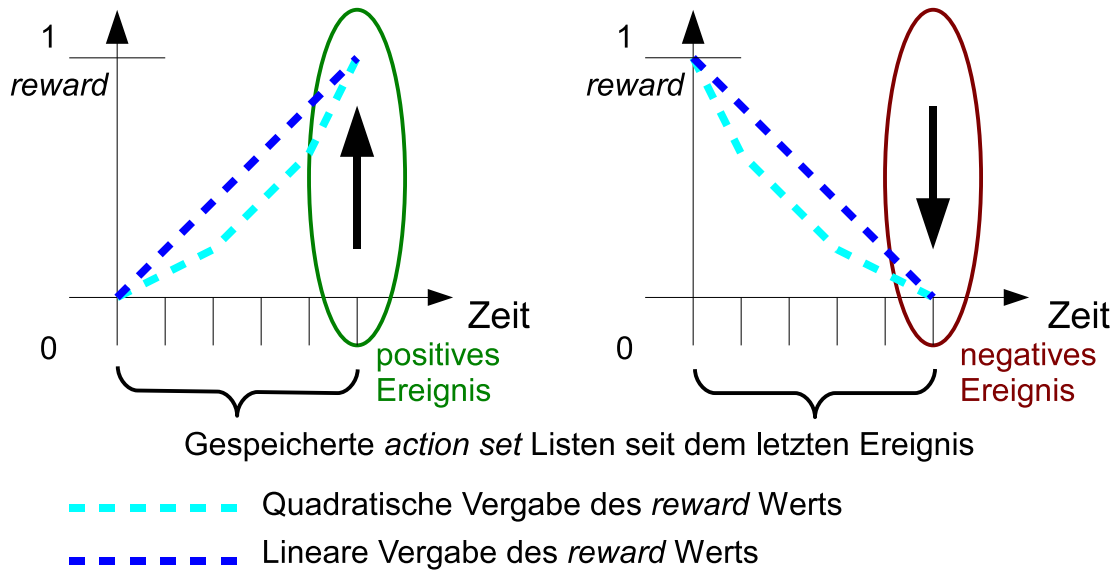 1
reward
0
Zeit
positives
Ereignis
1
reward
0
Zeit
negatives
Ereignis
Gespeicherte action set Listen seit dem letzten Ereignis
Quadratische Vergabe des reward Werts
Lineare Vergabe des reward Werts